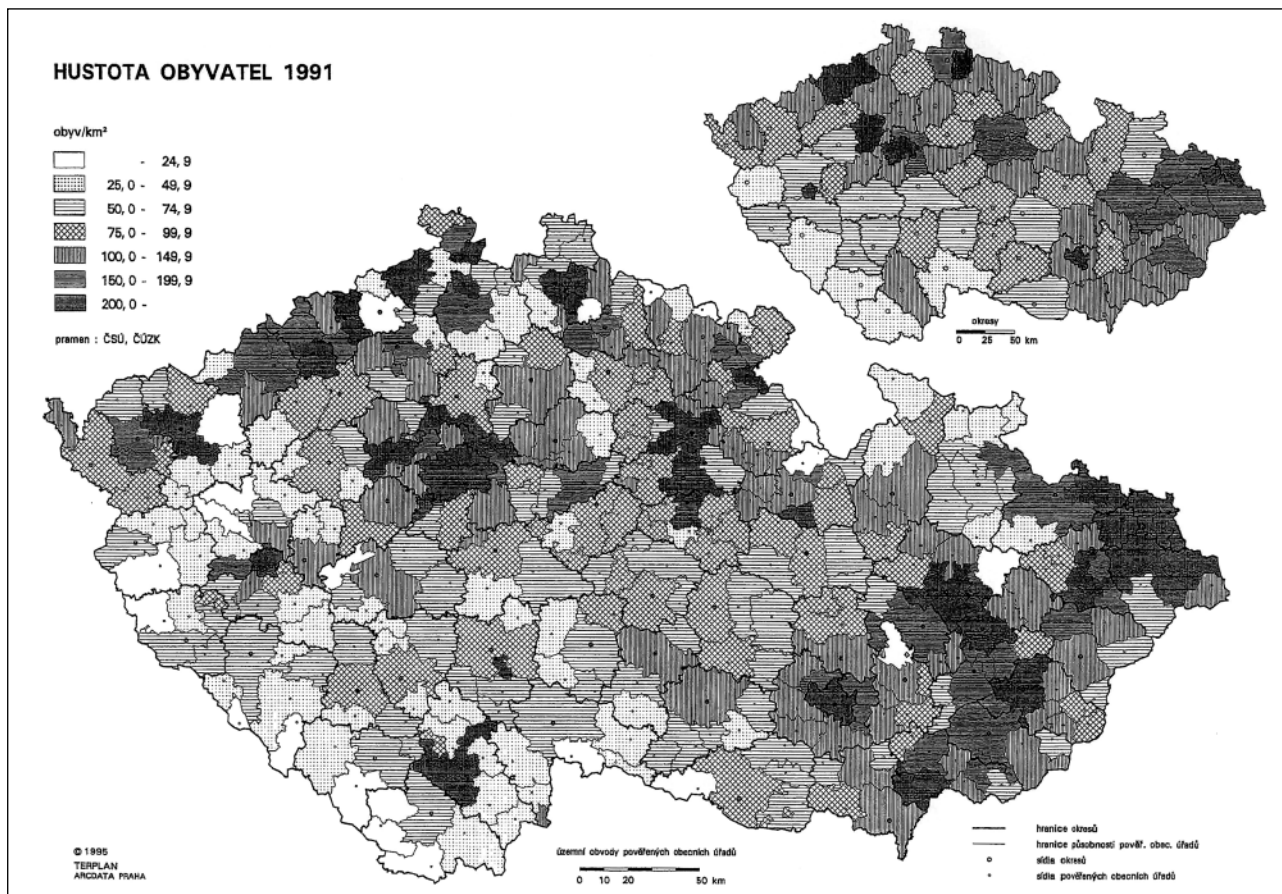 HUSTOTA OBYVATEL 1991
obyv/km²
- 24, 9
25, 0 - 49, 9
50, 0 - 74, 9
75, 0 - 99, 9
100, 0 - 149, 9
150, 0 - 199, 9
200, 0 -
pramen : ČSÚ, ČÚZK
okresy
0 25 50 km
© 1995
TERPLAN
ARCDATA PRAHA
územní obvody pověřených obecních úřadů
0 10 20 50 km
hranice okresů
hranice působnosti pověř. obec. úřadů
sídla okresů
sídla pověřených obecních úřadů